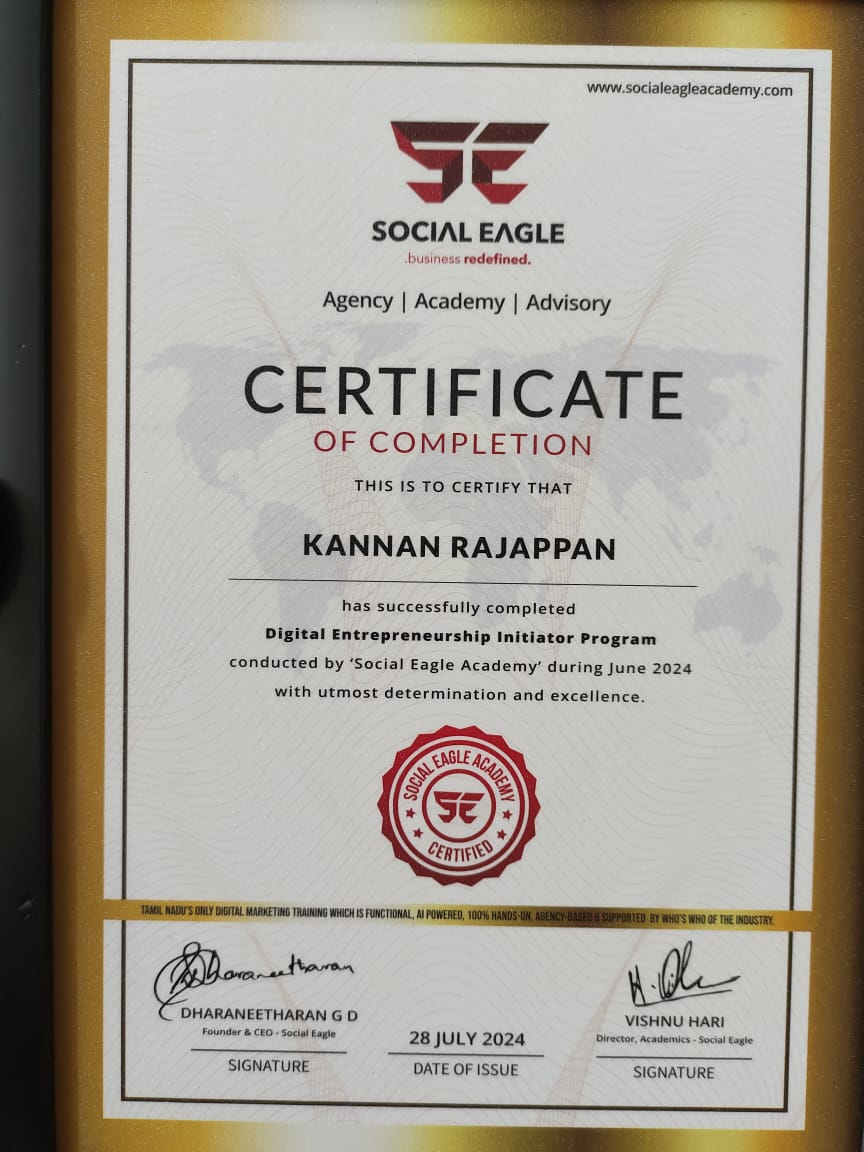 www.socialeagleacademy.com
SOCIAL EAGLE
.business redefined.
Agency | Academy | Advisory
CERTIFICATE
OF COMPLETION
THIS IS TO CERTIFY THAT
KANNAN RAJAPPAN
has successfully completed
Digital Entrepreneurship Initiator Program
conducted by ‘Social Eagle Academy’ during June 2024
with utmost determination and excellence.
SOCIAL EAGLE ACADEMY
SE
CERTIFIED
TAMIL NADU'S ONLY DIGITAL MARKETING TRAINING WHICH IS FUNCTIONAL, AI POWERED, 100% HANDS-ON, AGENCY-BASED & SUPPORTED BY WHO'S WHO OF THE INDUSTRY.
Dharaneetharan
DHARANEETHARAN G D
Founder & CEO - Social Eagle
SIGNATURE
28 JULY 2024
DATE OF ISSUE
VISHNU HARI
Director, Academics - Social Eagle
SIGNATURE